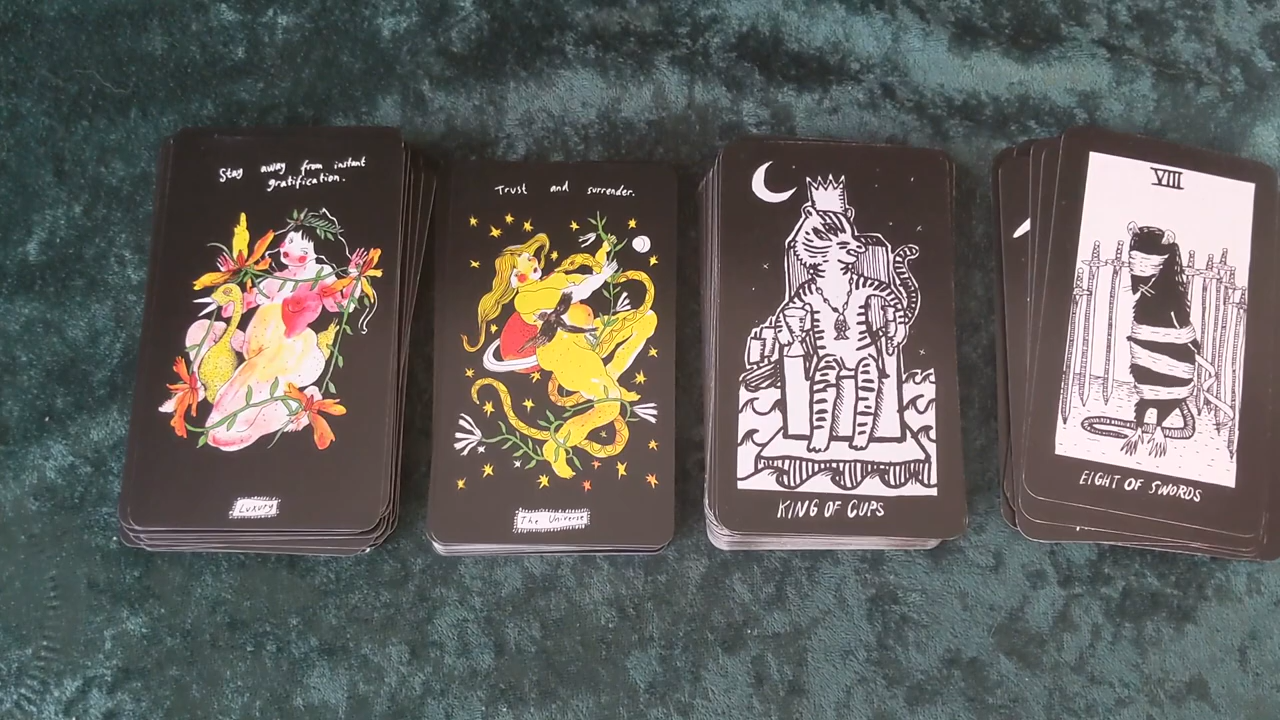 Stay away from instant
gratification.
Luxury
Trust and surrender.
The Universe
KING OF CUPS
VIII
EIGHT OF SWORDS